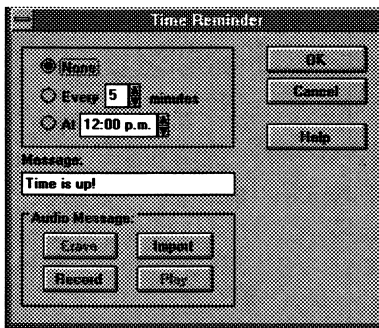 Time Reminder
None
OK
Every 5 minutes
Cancel
At 12:00 p.m.
Help
Message:
Time is up!
Audio Message:
Erase Import
Record Play